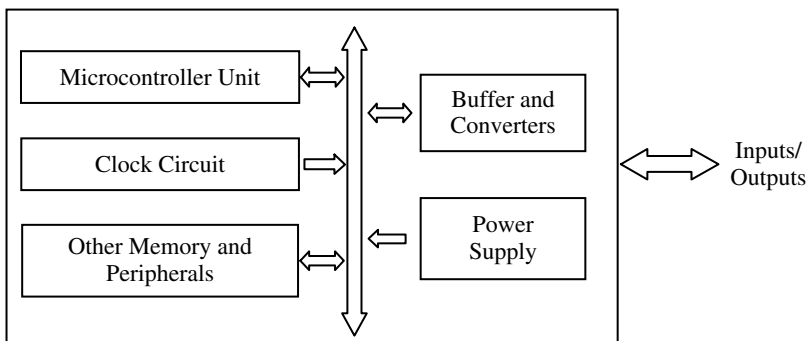 Microcontroller Unit
Clock Circuit
Other Memory and
Peripherals
Buffer and
Converters
Power
Supply
Inputs/
Outputs